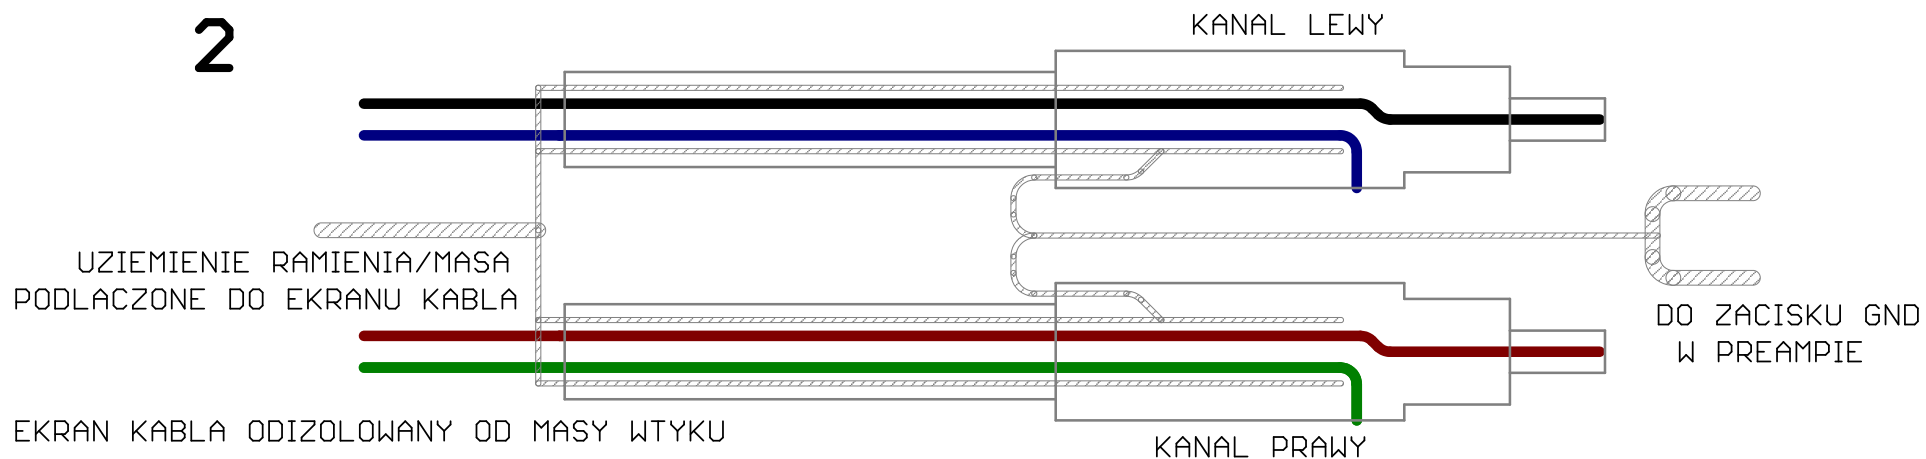 2
KANAL LEWY
UZIEMIENIE RAMIENIA/MASA
PODLACZONE DO EKRANU KABLA
DO ZACISKU GND
W PREAMPIE
EKRAN KABLA ODIZOLOWANY OD MASY WTYKU
KANAL PRAWY